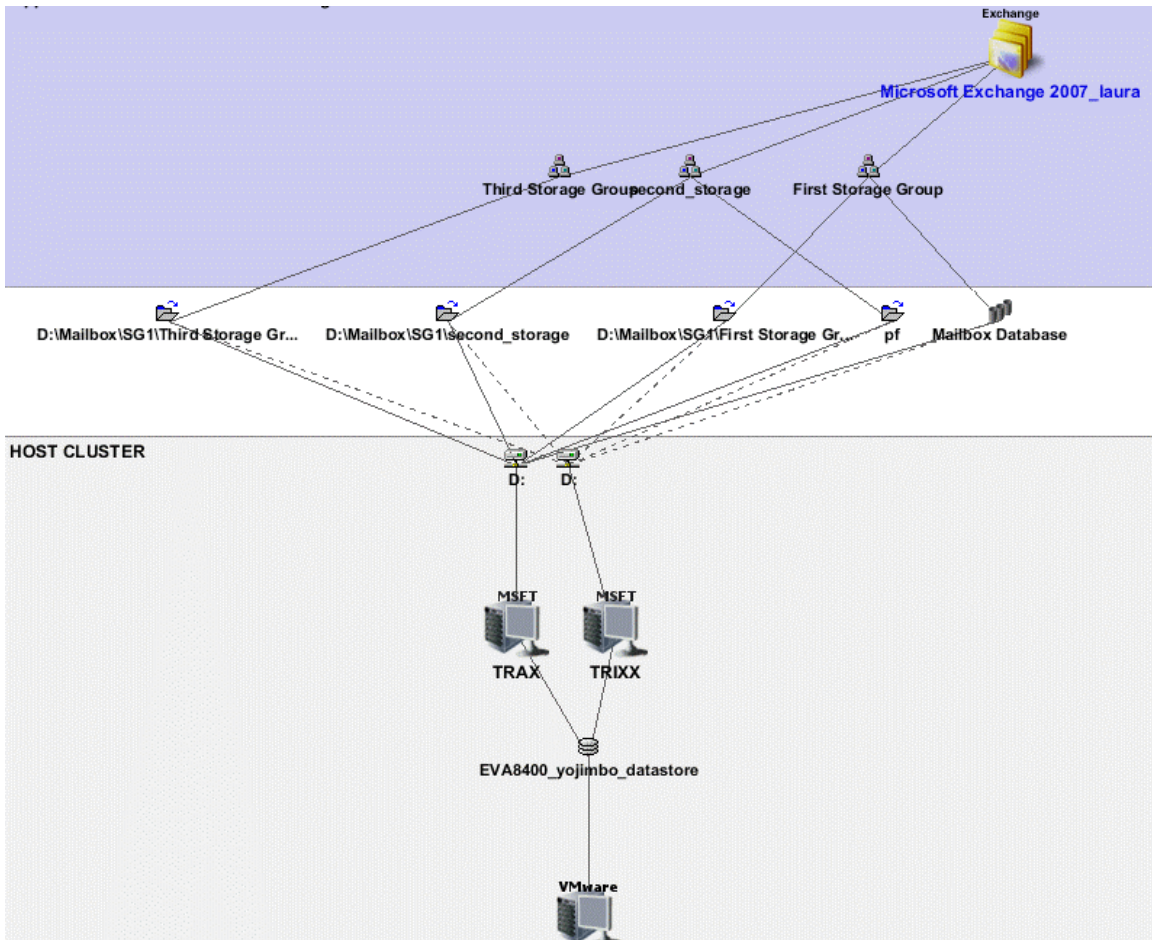 Exchange
Microsoft Exchange 2007_laura
Third Storage Group
second_storage
First Storage Group
D:\Mailbox\SG1\Third Storage Gr...
D:\Mailbox\SG1\second_storage
D:\Mailbox\SG1\First Storage Gr...
pf
Mailbox Database
HOST CLUSTER
D:
D:
MSFT
MSFT
TRAX
TRIXX
EVA8400_yojimbo_datastore
VMware